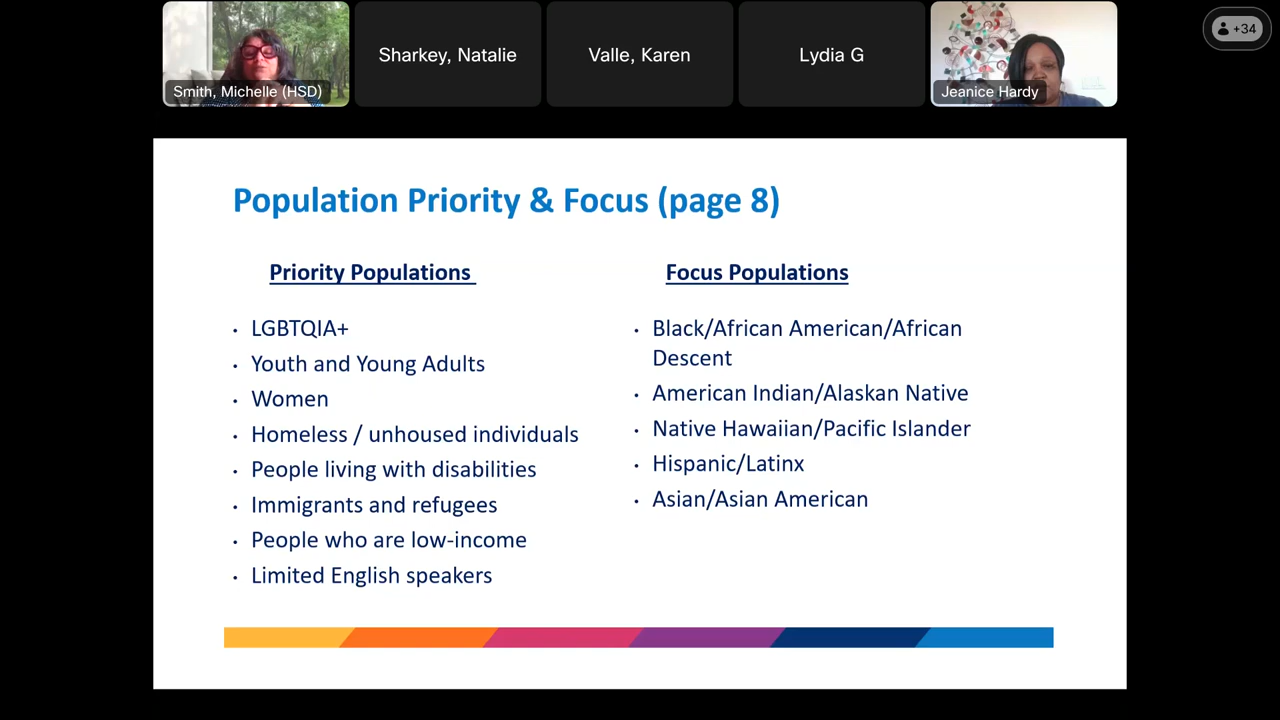 +34
Sharkey, Natalie
Valle, Karen
Lydia G
Smith, Michelle (HSD)
Jeanice Hardy
Population Priority & Focus (page 8)
Priority Populations
• LGBTQIA+
• Youth and Young Adults
• Women
• Homeless / unhoused individuals
• People living with disabilities
• Immigrants and refugees
• People who are low-income
• Limited English speakers
Focus Populations
• Black/African American/African
Descent
• American Indian/Alaskan Native
• Native Hawaiian/Pacific Islander
• Hispanic/Latinx
• Asian/Asian American